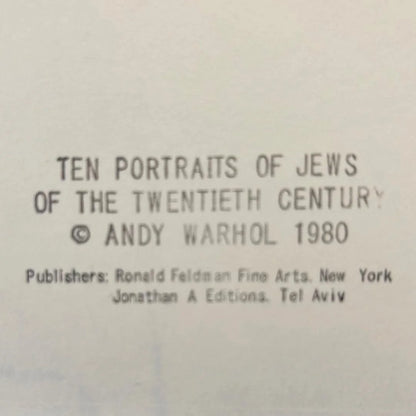 TEN PORTRAITS OF JEWS
OF THE TWENTIETH CENTURY
© ANDY WARHOL 1980
Publishers: Ronald Feldman Fine Arts, New York
Jonathan A Editions, Tel Aviv